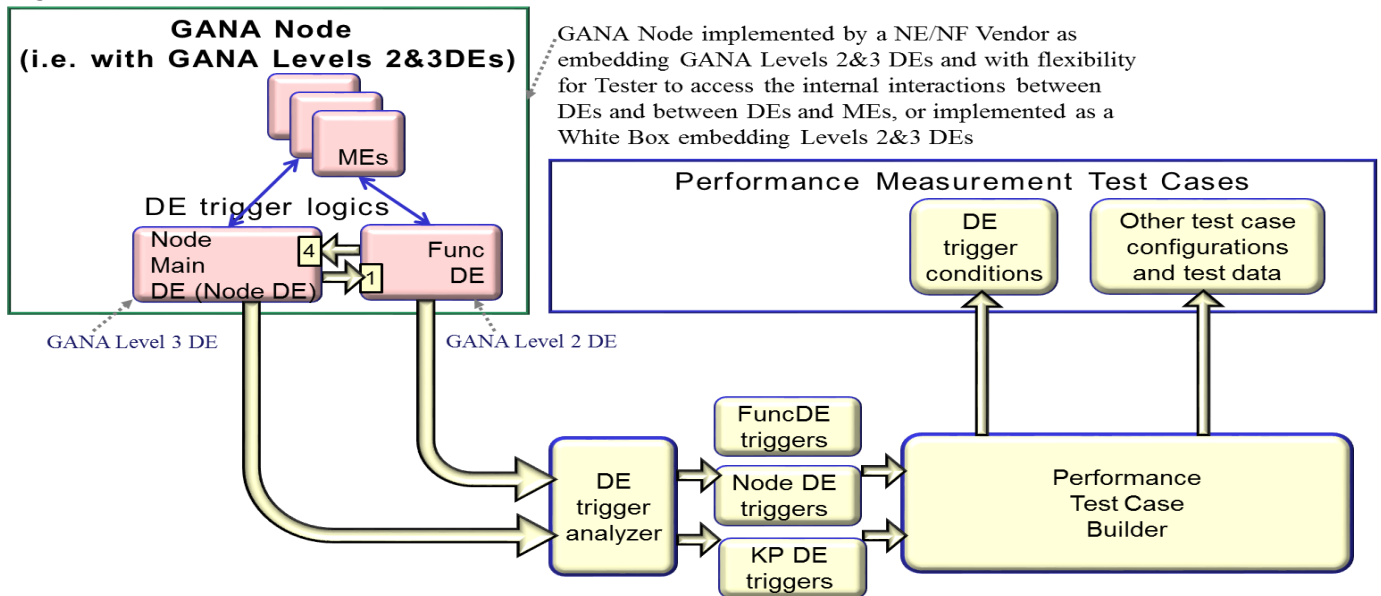 GANA Node
(i.e. with GANA Levels 2&3DEs)
MEs
DE trigger logics
Node
Main
DE (Node DE)
4
1
Func
DE
GANA Level 3 DE
GANA Level 2 DE
GANA Node implemented by a NE/NF Vendor as
embedding GANA Levels 2&3 DEs and with flexibility
for Tester to access the internal interactions between
DEs and between DEs and MEs, or implemented as a
White Box embedding Levels 2&3 DEs
Performance Measurement Test Cases
DE
trigger
conditions
Other test case
configurations
and test data
DE
trigger
analyzer
FuncDE
triggers
Node DE
triggers
KP DE
triggers
Performance
Test Case
Builder